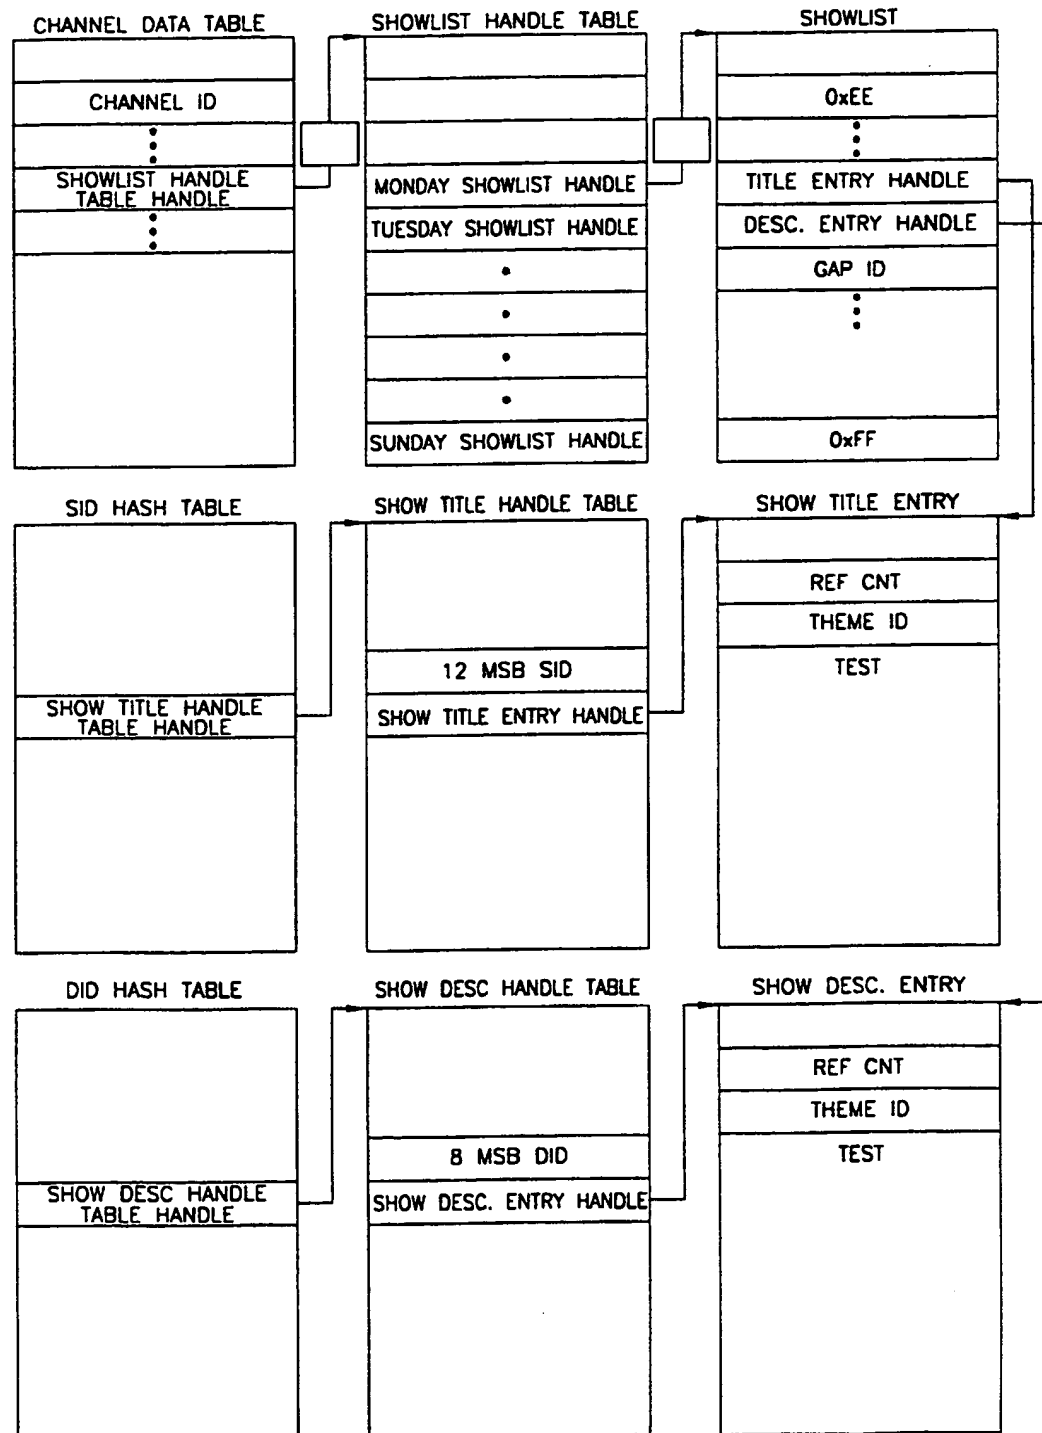 CHANNEL DATA TABLE
CHANNEL ID
SHOWLIST HANDLE
TABLE HANDLE
SHOWLIST HANDLE TABLE
MONDAY SHOWLIST HANDLE
TUESDAY SHOWLIST HANDLE
SUNDAY SHOWLIST HANDLE
SHOWLIST
0xEE
TITLE ENTRY HANDLE
DESC. ENTRY HANDLE
GAP ID
0xFF
SID HASH TABLE
SHOW TITLE HANDLE
TABLE HANDLE
SHOW TITLE HANDLE TABLE
12 MSB SID
SHOW TITLE ENTRY HANDLE
SHOW TITLE ENTRY
REF CNT
THEME ID
TEST
DID HASH TABLE
SHOW DESC HANDLE
TABLE HANDLE
SHOW DESC HANDLE TABLE
8 MSB DID
SHOW DESC. ENTRY HANDLE
SHOW DESC. ENTRY
REF CNT
THEME ID
TEST